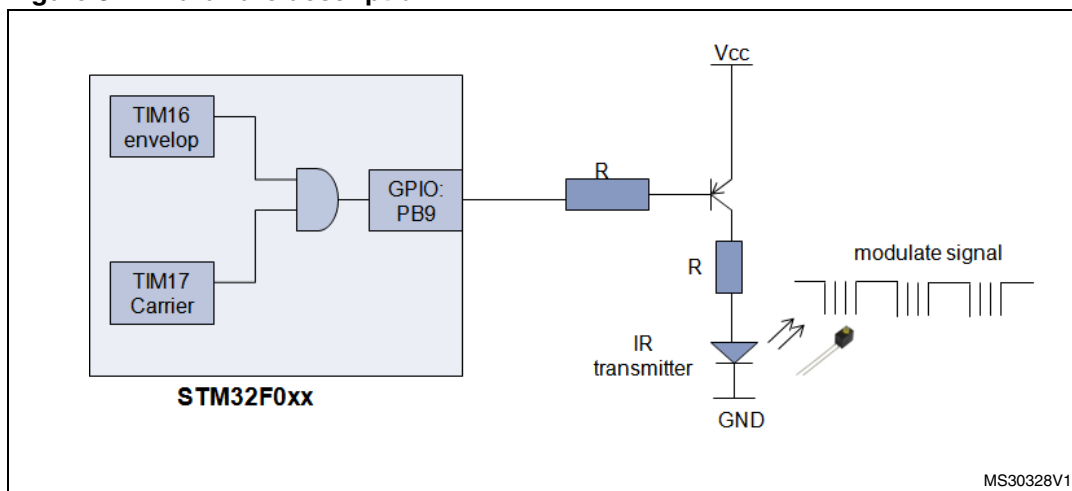 Vcc
TIM16
envelop
R
GPIO:
PB9
TIM17
Carrier
R
modulate signal
IR
transmitter
STM32F0xx
GND
MS30328V1